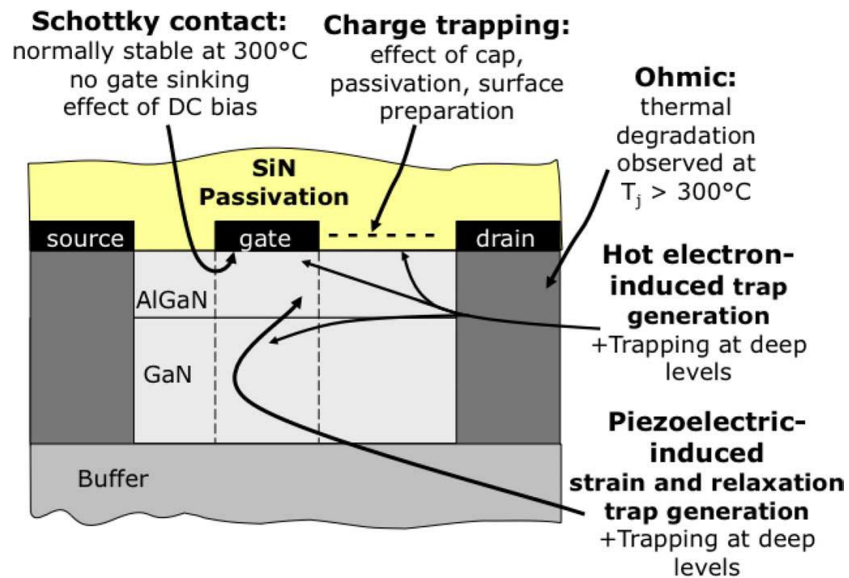 Schottky contact:
normally stable at 300°C
no gate sinking
effect of DC bias
Charge trapping:
effect of cap,
passivation, surface
preparation
Ohmic:
thermal
degradation
observed at
Tj > 300°C
SiN
Passivation
source
gate
drain
AlGaN
GaN
Buffer
Hot electron-
induced trap
generation
+Trapping at deep
levels
Piezoelectric-
induced
strain and relaxation
trap generation
+Trapping at deep
levels